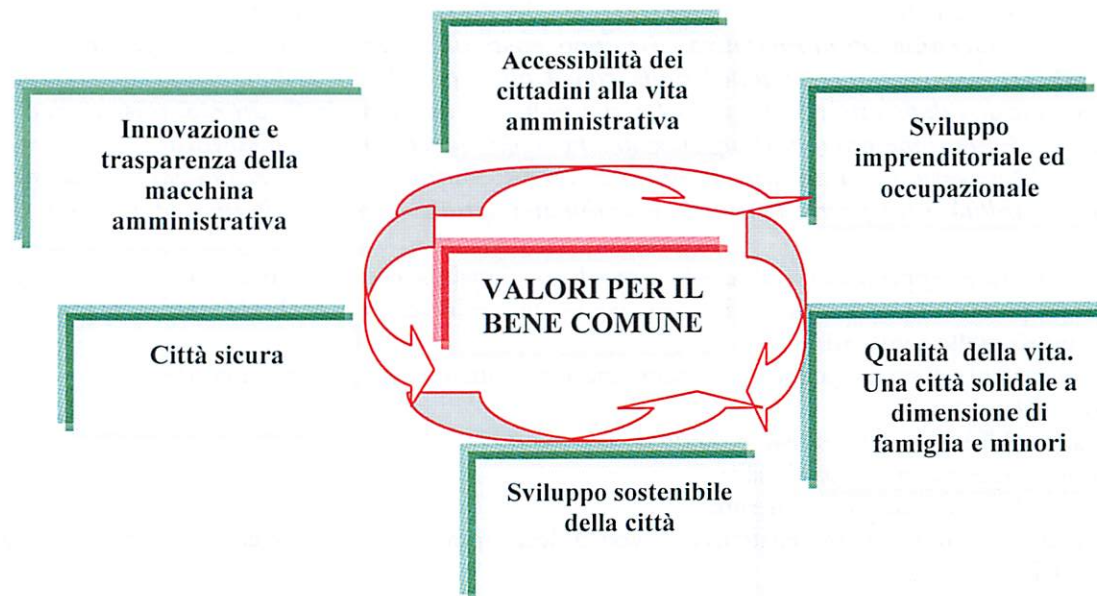 Accessibilità dei
cittadini alla vita
amministrativa
Innovazione e
trasparenza della
macchina
amministrativa
Sviluppo
imprenditoriale ed
occupazionale
VALORI PER IL
BENE COMUNE
Città sicura
Qualità della vita.
Una città solidale a
dimensione di
famiglia e minori
Sviluppo sostenibile
della città